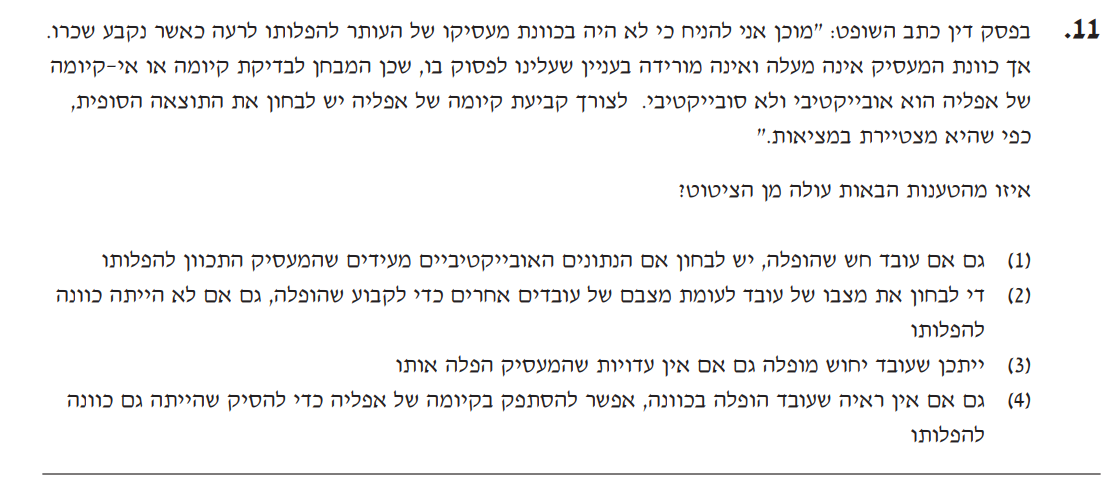 11. בפסק דין כתב השופט: "מוכן אני להניח כי לא היה בכוונת מעסיקו של העותר להפלותו לרעה כאשר נקבע שכרו.
אך כוונת המעסיק אינה מעלה ואינה מורידה בעניין שעלינו לפסוק בו, שכן המבחן לבדיקת קיומה או אי-קיומה
של אפליה הוא אובייקטיבי ולא סובייקטיבי. לצורך קביעת קיומה של אפליה יש לבחון את התוצאה הסופית,
כפי שהיא מצטיירת במציאות."
איזו מהטענות הבאות עולה מן הציטוט?
(1) גם אם עובד חש שהופלה, יש לבחון אם הנתונים האובייקטיביים מעידים שהמעסיק התכוון להפלותו
(2) די לבחון את מצבו של עובד לעומת מצבם של עובדים אחרים כדי לקבוע שהופלה, גם אם לא הייתה כוונה
להפלותו
(3) ייתכן שעובד יחוש מופלה גם אם אין עדויות שהמעסיק הפלה אותו
(4) גם אם אין ראיה שעובד הופלה בכוונה, אפשר להסתפק בקיומה של אפליה כדי להסיק שהייתה גם כוונה
להפלותו